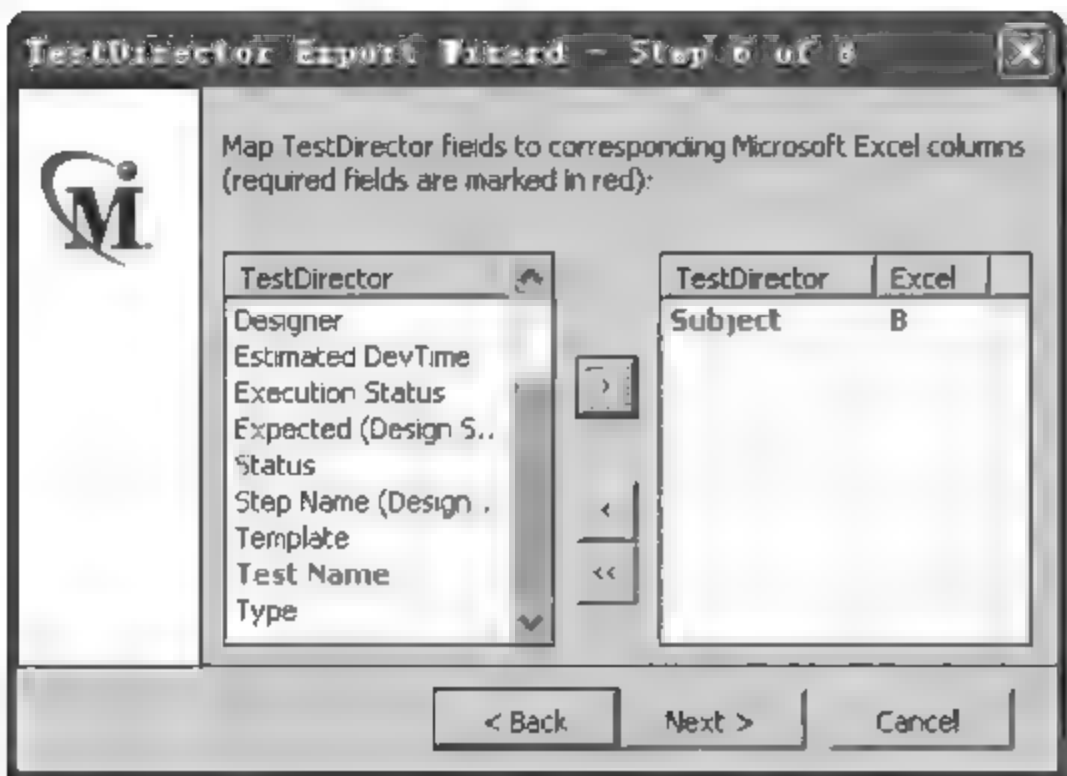 TestDirector Export Wizard - Step 6 of 8
Map TestDirector fields to corresponding Microsoft Excel columns
(required fields are marked in red):
TestDirector
Designer
Estimated DevTime
Execution Status
Expected (Design S..
Status
Step Name (Design .
Template
Test Name
Type
>
<
<<
TestDirector Excel
Subject B
< Back Next > Cancel
M